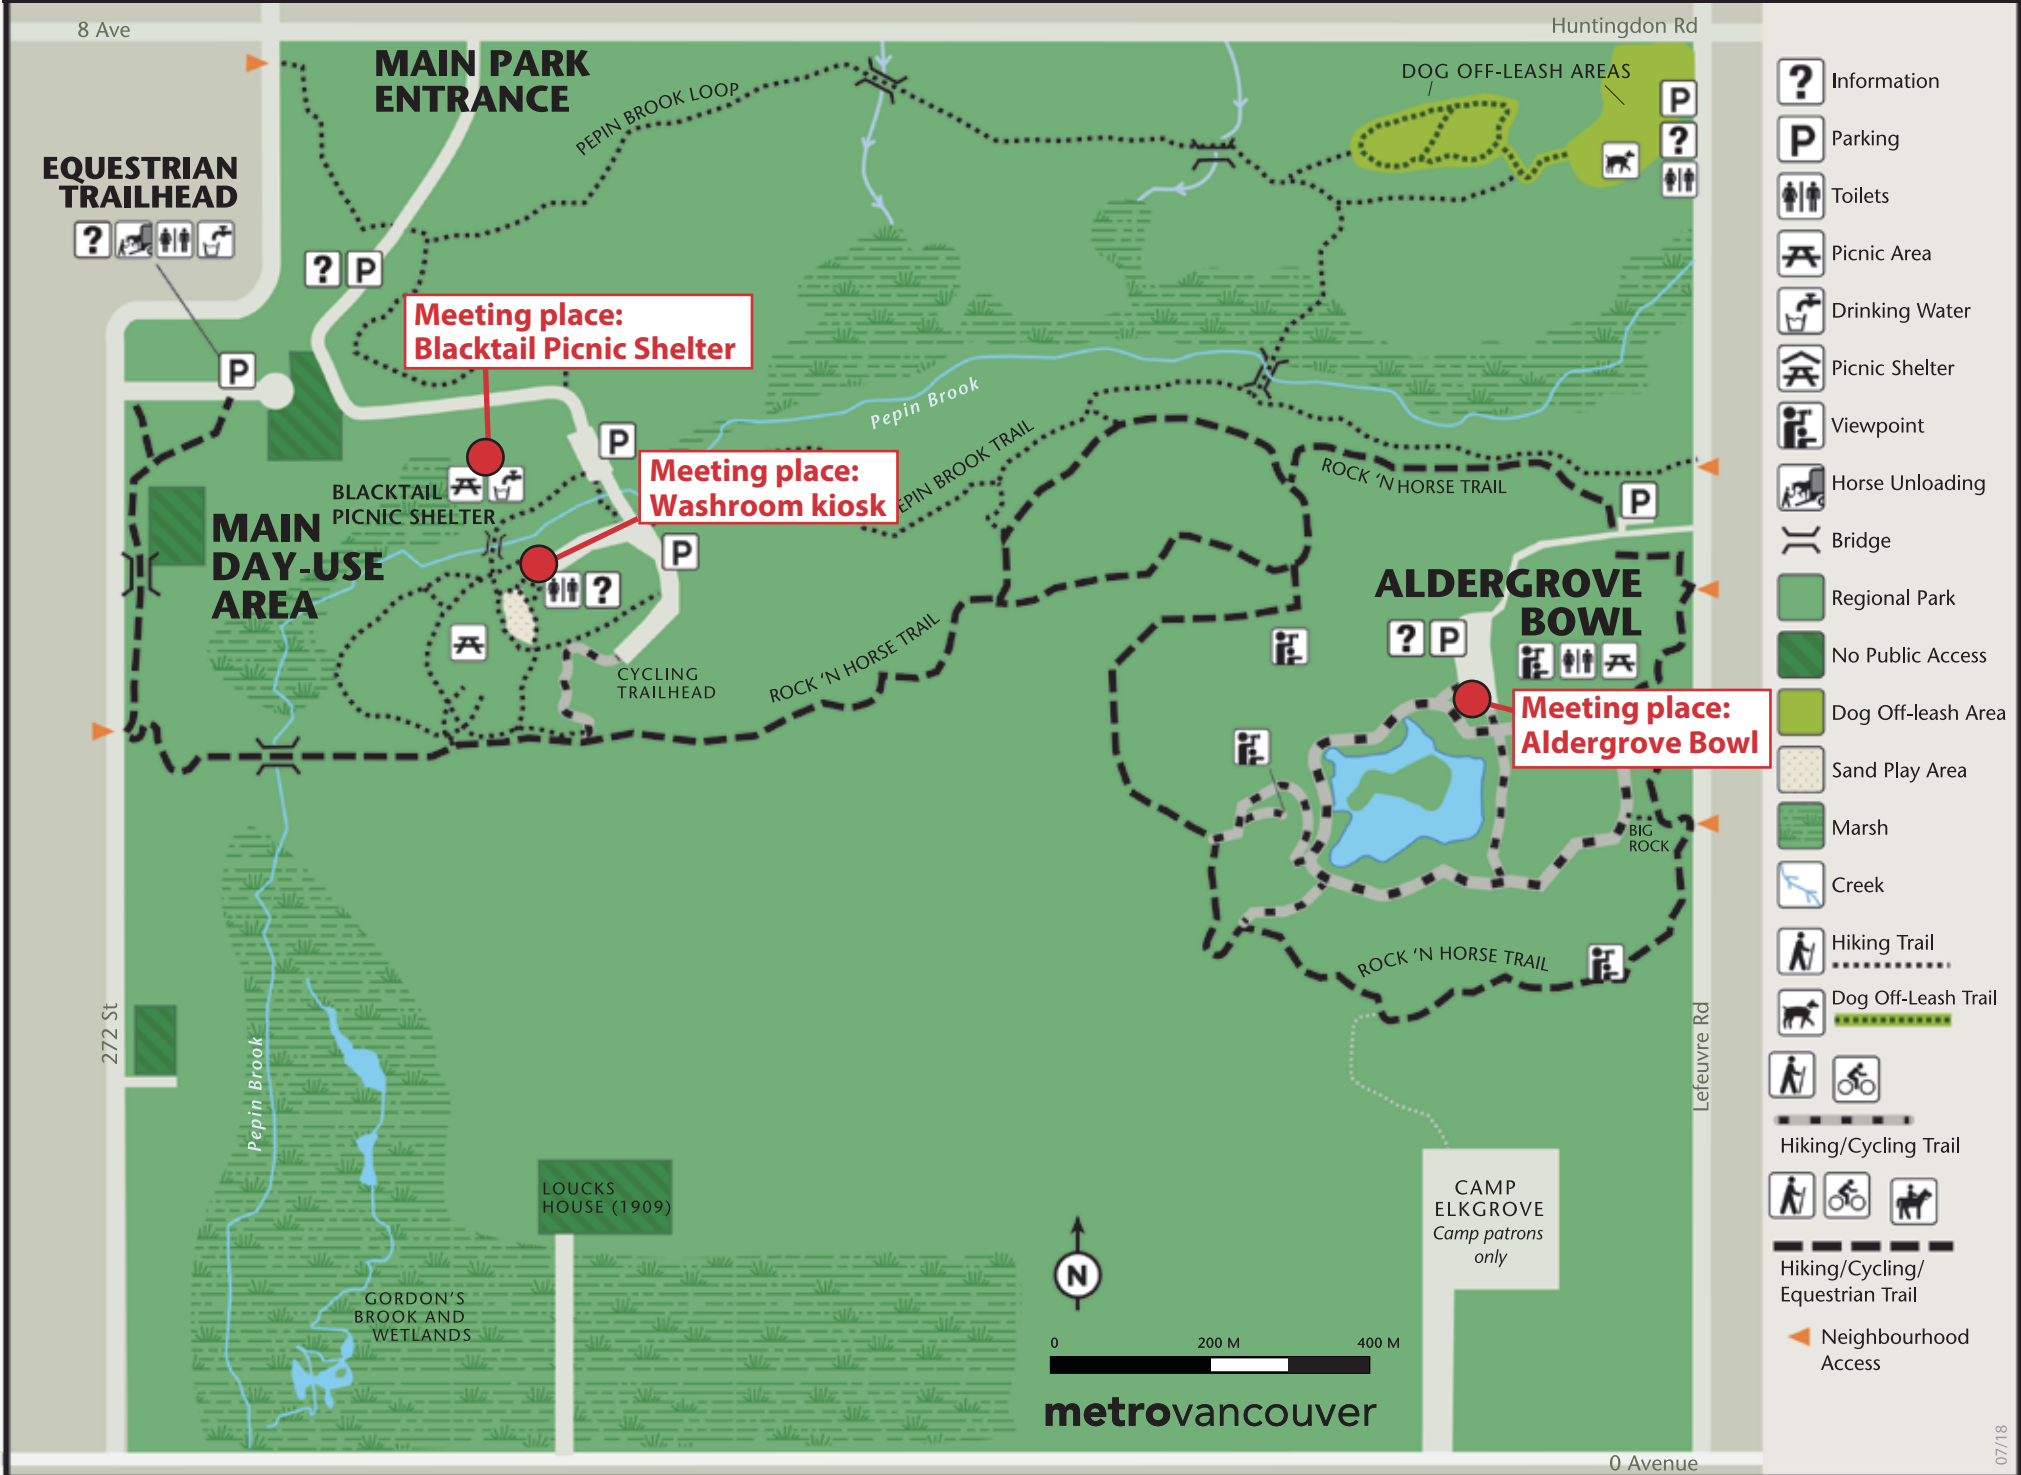 8 Ave
Huntingdon Rd
MAIN PARK
ENTRANCE
PEPIN BROOK LOOP
DOG OFF-LEASH AREAS
P
?
EQUESTRIAN
TRAILHEAD
?
? P
P
Meeting place:
Blacktail Picnic Shelter
Pepin Brook
P
Meeting place:
Washroom kiosk
PEPIN BROOK TRAIL
ROCK 'N HORSE TRAIL
P
BLACKTAIL
PICNIC SHELTER
MAIN
DAY-USE
AREA
P
?
ALDERGROVE
BOWL
? P
CYCLING
TRAILHEAD
ROCK 'N HORSE TRAIL
Meeting place:
Aldergrove Bowl
BIG
ROCK
ROCK 'N HORSE TRAIL
272 St
Pepin Brook
Lefeuvre Rd
LOUCKS
HOUSE (1909)
CAMP
ELKGROVE
Camp patrons
only
N
GORDON'S
BROOK AND
WETLANDS
0 200 M 400 M
metrovancouver
0 Avenue
? Information
P Parking
Toilets
Picnic Area
Drinking Water
Picnic Shelter
Viewpoint
Horse Unloading
Bridge
Regional Park
No Public Access
Dog Off-leash Area
Sand Play Area
Marsh
Creek
Hiking Trail
Dog Off-Leash Trail
Hiking/Cycling Trail
Hiking/Cycling/
Equestrian Trail
Neighbourhood
Access
07/18